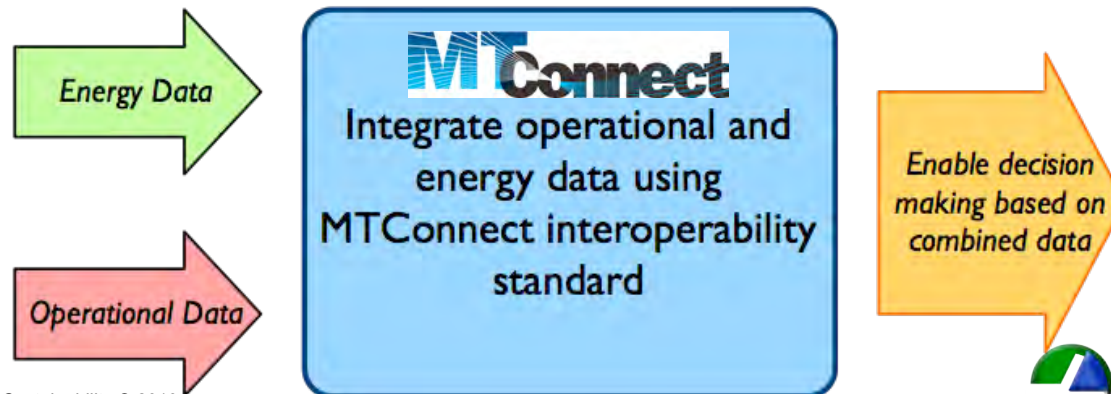 Energy Data
Operational Data
MTConnect
Integrate operational and
energy data using
MTConnect interoperability
standard
Enable decision
making based on
combined data